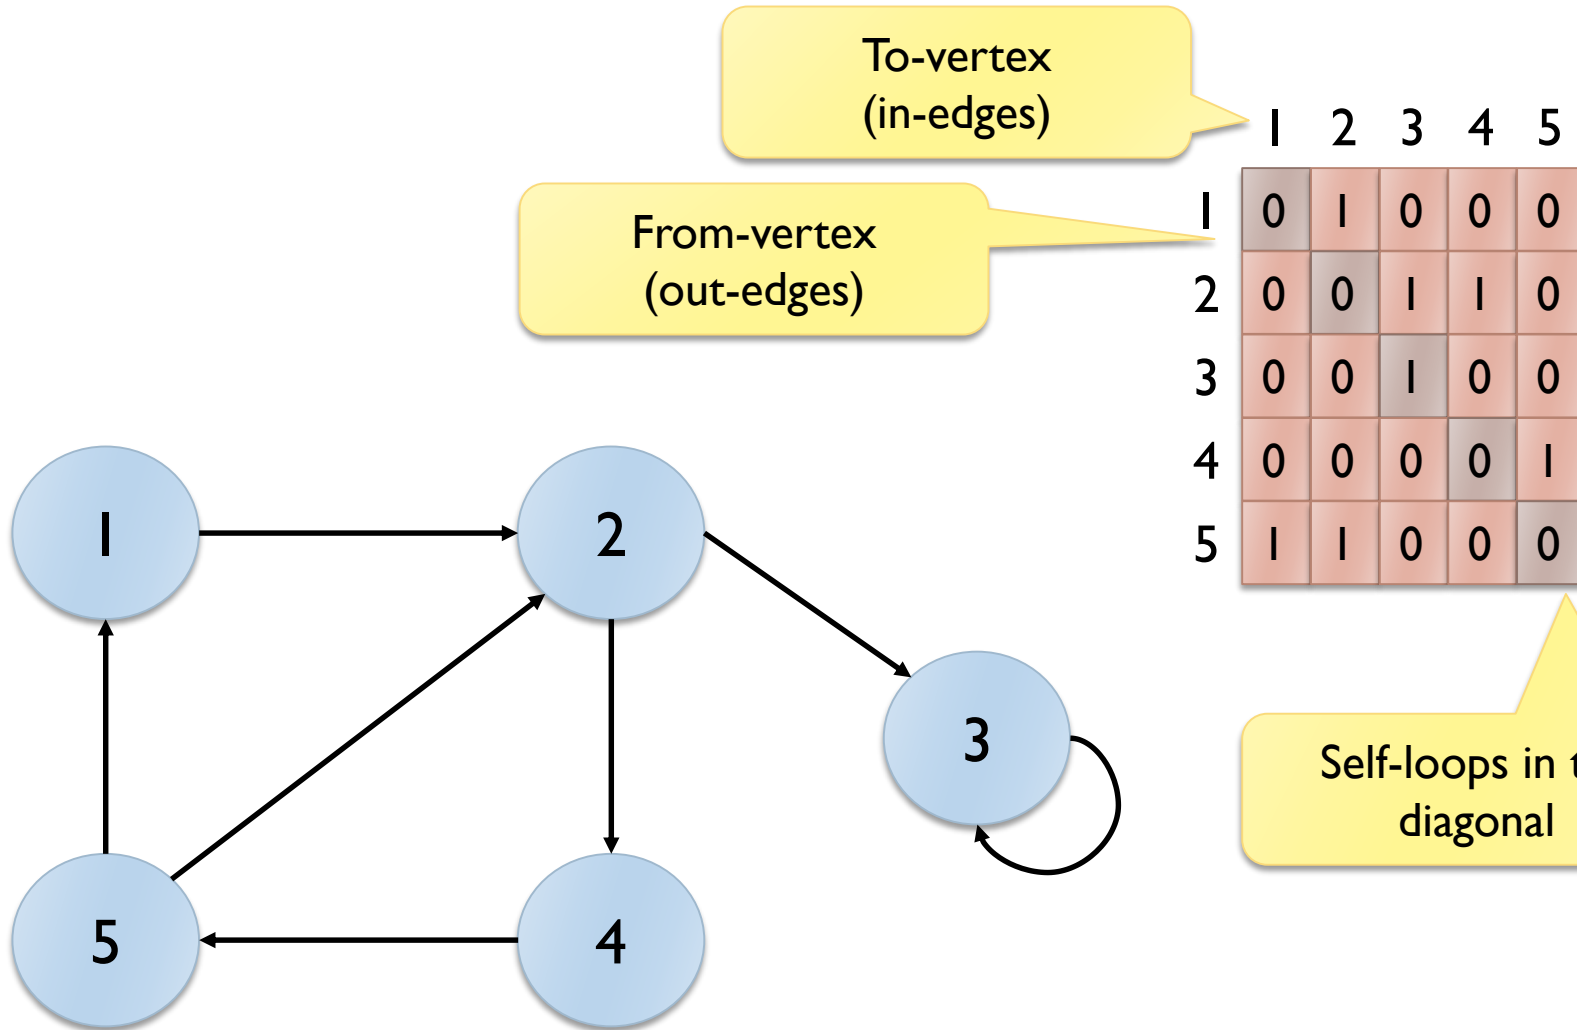 To-vertex
(in-edges)
From-vertex
(out-edges)
1 2 3 4 5
1 0 1 0 0 0
2 0 0 1 1 0
3 0 0 1 0 0
4 0 0 0 0 1
5 1 1 0 0 0
1
2
3
5
4
Self-loops in
diagonal